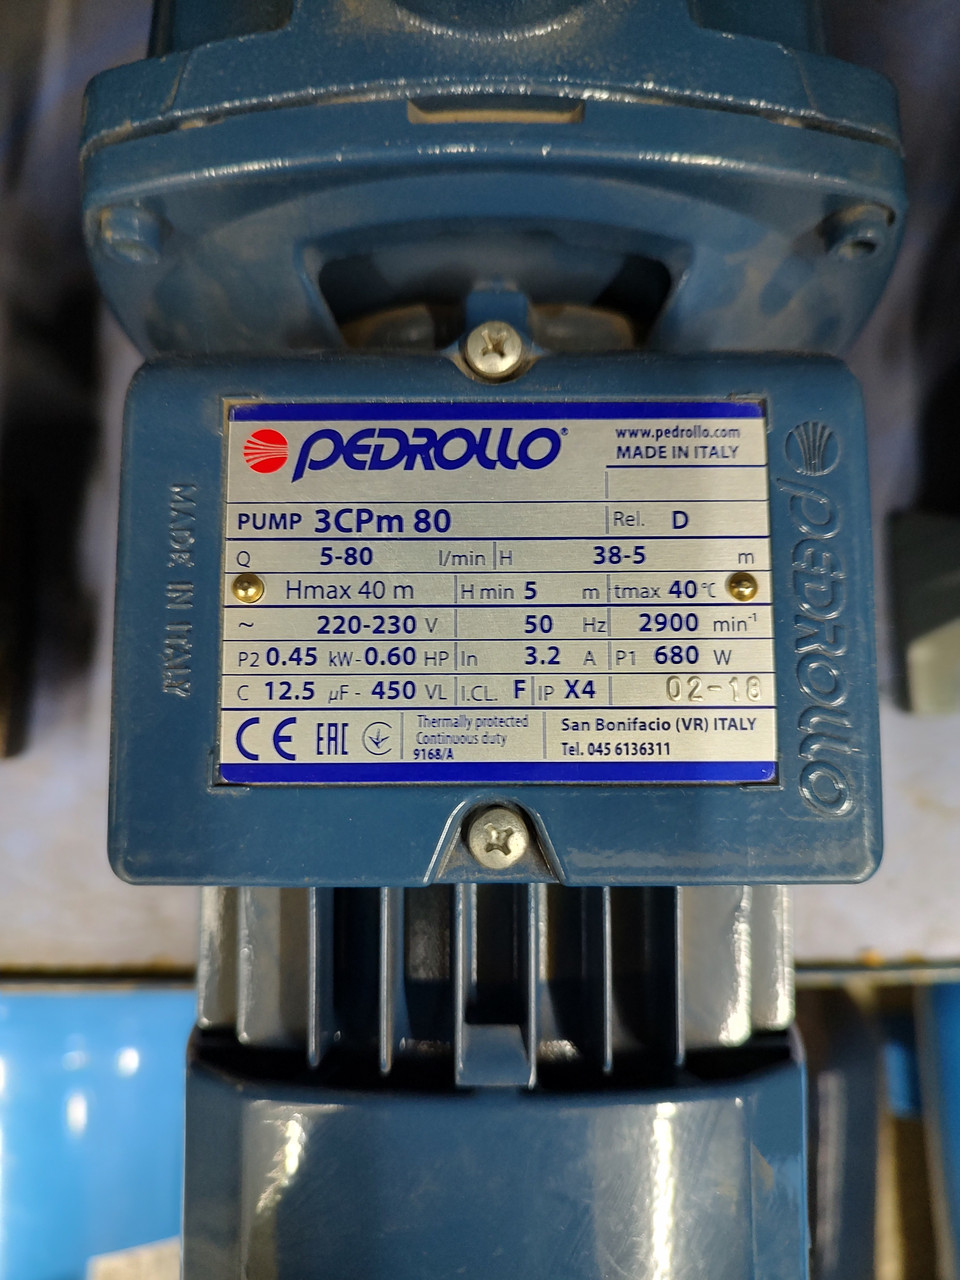 PEDROLLO®
www.pedrollo.com
MADE IN ITALY
PUMP 3CPm 80 Rel. D
Q 5-80 l/min H 38-5 m
Hmax 40 m H min 5 m tmax 40 °C
~ 220-230 V 50 Hz 2900 min⁻¹
P2 0.45 kW - 0.60 HP In 3.2 A P1 680 W
C 12.5 µF - 450 VL I.CL. F IP X4 02-18
CE EAC
Thermally protected
Continuous duty
9168/A
San Bonifacio (VR) ITALY
Tel. 045 6136311
MADE IN ITALY
PEDROLLO